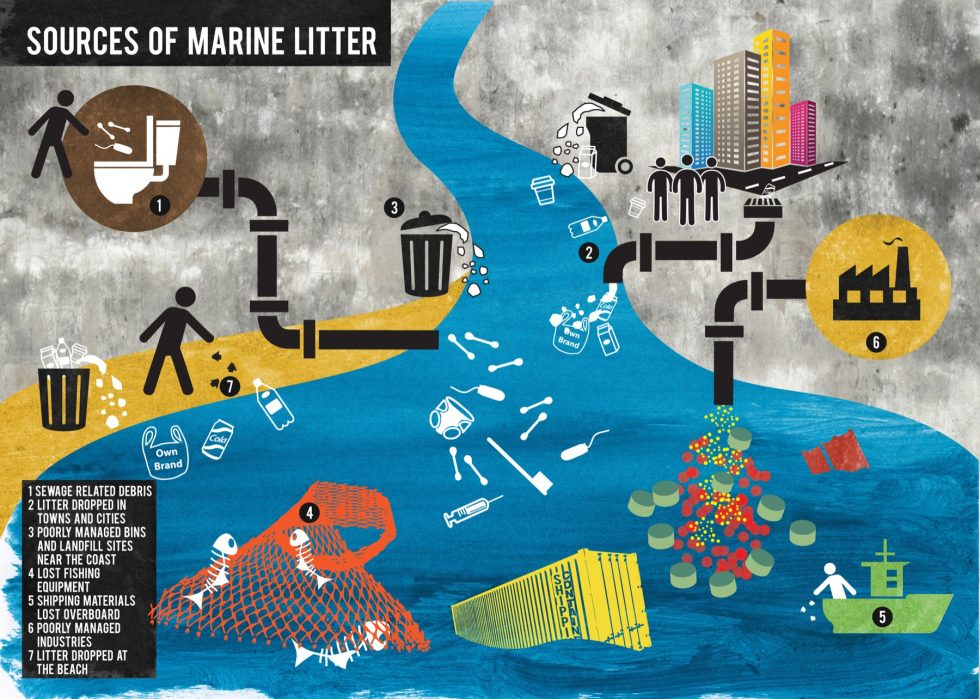 SOURCES OF MARINE LITTER
1
3
2
Cola
Own
Brand
6
7
Cola
Own
Brand
1 SEWAGE RELATED DEBRIS
2 LITTER DROPPED IN
TOWNS AND CITIES
3 POORLY MANAGED BINS
AND LANDFILL SITES
NEAR THE COAST
4 LOST FISHING
EQUIPMENT
5 SHIPPING MATERIALS
LOST OVERBOARD
6 POORLY MANAGED
INDUSTRIES
7 LITTER DROPPED AT
THE BEACH
4
5